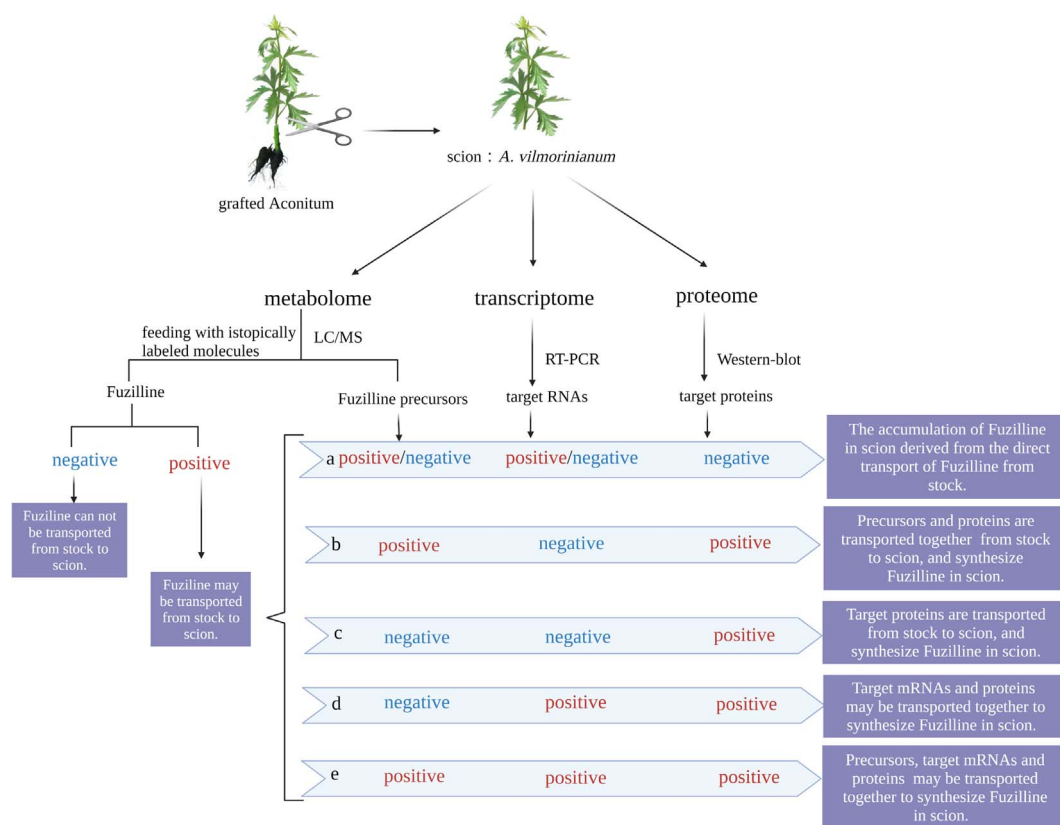 scion : A. vilmorinianum
grafted Aconitum
metabolome
transcriptome
proteome
feeding with istopically
labeled molecules
LC/MS
RT-PCR
Western-blot
Fuzilline
Fuzilline precursors
target RNAs
target proteins
negative
positive
Fuziline can not
be transported
from stock to
scion.
Fuziline may
be transported
from stock to
scion.
a positive/negative positive/negative negative
The accumulation of Fuzilline
in scion derived from the direct
transport of Fuzilline from
stock.
b positive negative positive
Precursors and proteins are
transported together from stock
to scion, and synthesize
Fuzilline in scion.
c negative negative positive
Target proteins are transported
from stock to scion, and
synthesize Fuzilline in scion.
d negative positive positive
Target mRNAs and proteins
may be transported together to
synthesize Fuzilline in scion.
e positive positive positive
Precursors, target mRNAs and
proteins may be transported
together to synthesize Fuzilline
in scion.